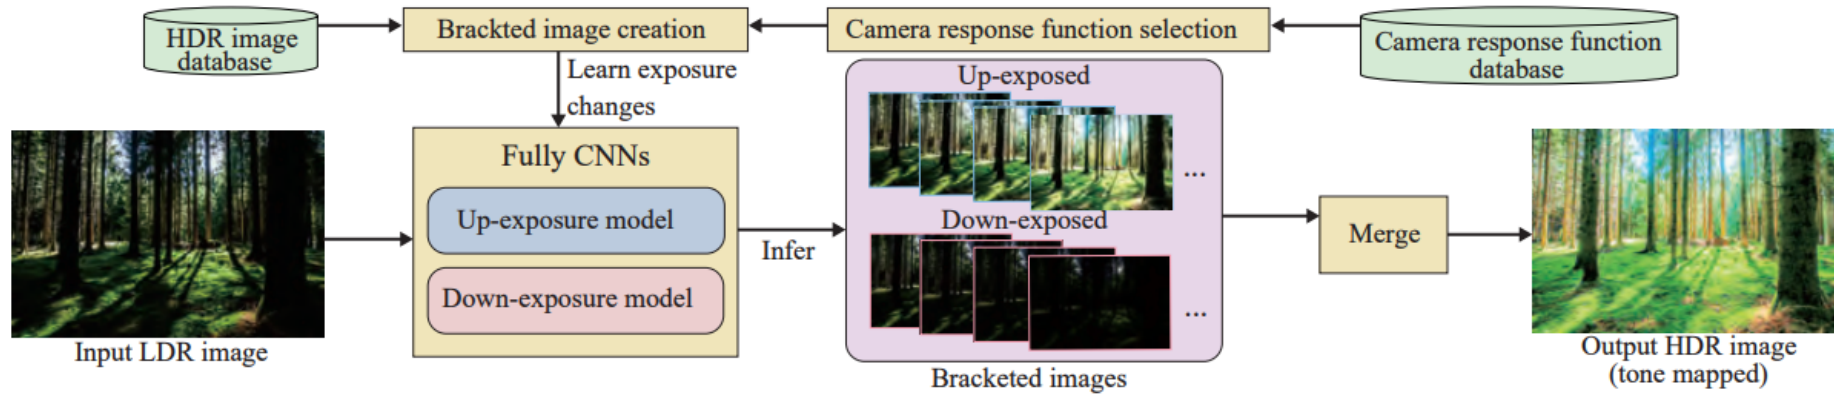 HDR image
database
Brackted image creation
Camera response function selection
Camera response function
database
Learn exposure
changes
Fully CNNs
Up-exposure model
Down-exposure model
Input LDR image
Infer
Up-exposed
...
Down-exposed
...
Bracketed images
Merge
Output HDR image
(tone mapped)